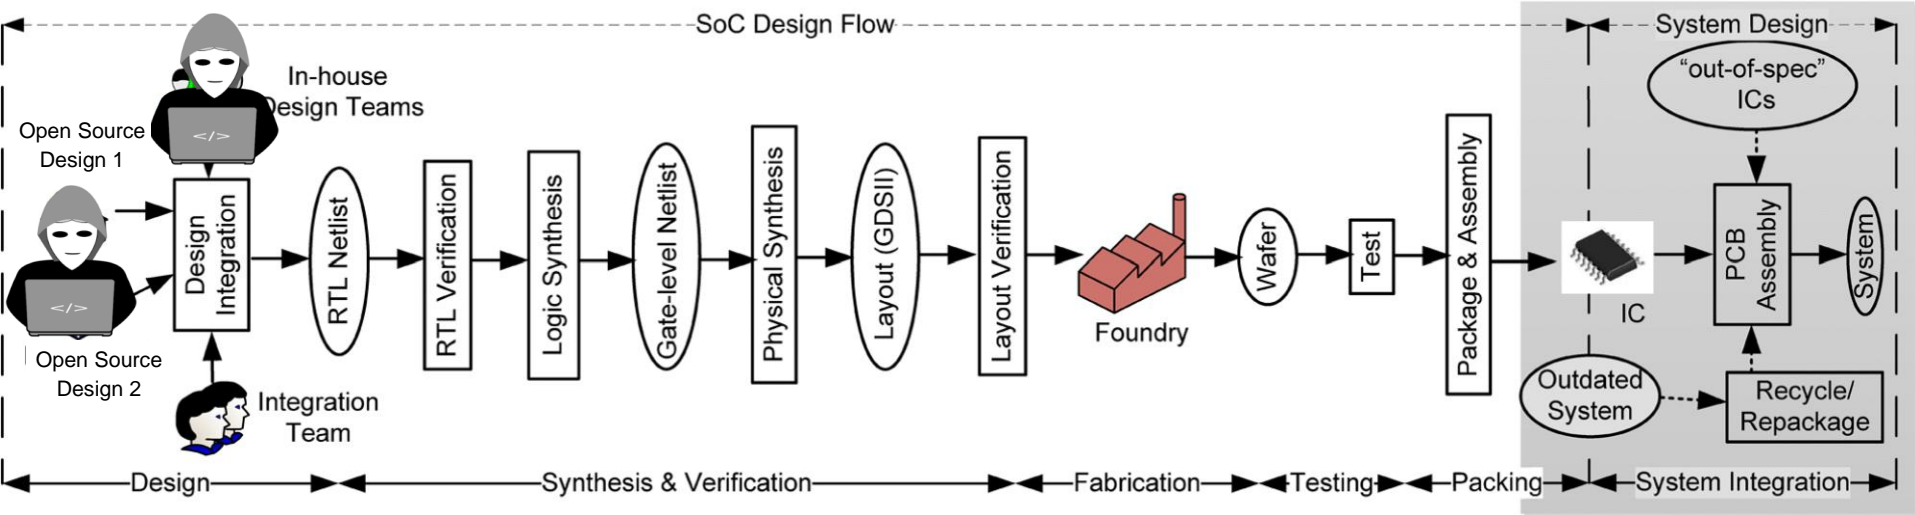 SoC Design Flow
System Design
In-house
Design Teams
Open Source
Design 1
</>
Open Source
Design 2
</>
Integration
Team
Design
Integration
RTL Netlist
RTL Verification
Logic Synthesis
Gate-level Netlist
Physical Synthesis
Layout (GDSII)
Layout Verification
Foundry
Wafer
Test
Package & Assembly
IC
“out-of-spec”
ICs
PCB
Assembly
System
Outdated
System
Recycle/
Repackage
Design
Synthesis & Verification
Fabrication
Testing
Packing
System Integration